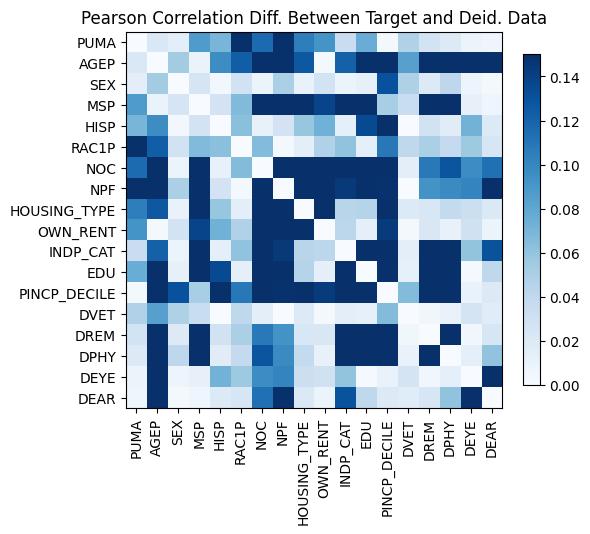 Pearson Correlation Diff. Between Target and Deid. Data
PUMA
AGEP
SEX
MSP
HISP
RAC1P
NOC
NPF
HOUSING_TYPE
OWN_RENT
INDP_CAT
EDU
PINCP_DECILE
DVET
DREM
DPHY
DEYE
DEAR
PUMA
AGEP
SEX
MSP
HISP
RAC1P
NOC
NPF
HOUSING_TYPE
OWN_RENT
INDP_CAT
EDU
PINCP_DECILE
DVET
DREM
DPHY
DEYE
DEAR
0.14
0.12
0.10
0.08
0.06
0.04
0.02
0.00